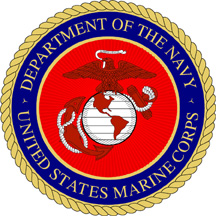 DEPARTMENT OF THE NAVY
UNITED STATES MARINE CORPS